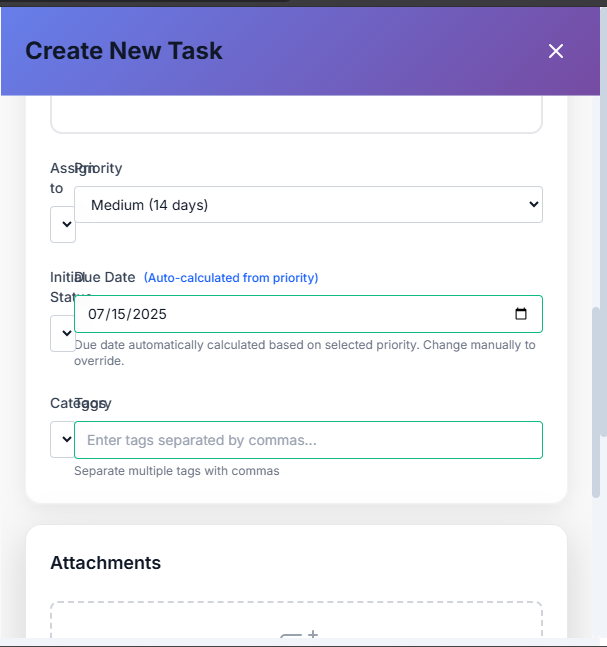 Create New Task
Assign to
Priority
Medium (14 days)
Initial Status
Due Date (Auto-calculated from priority)
07/15/2025
Due date automatically calculated based on selected priority. Change manually to
override.
Category
Tags
Enter tags separated by commas...
Separate multiple tags with commas
Attachments